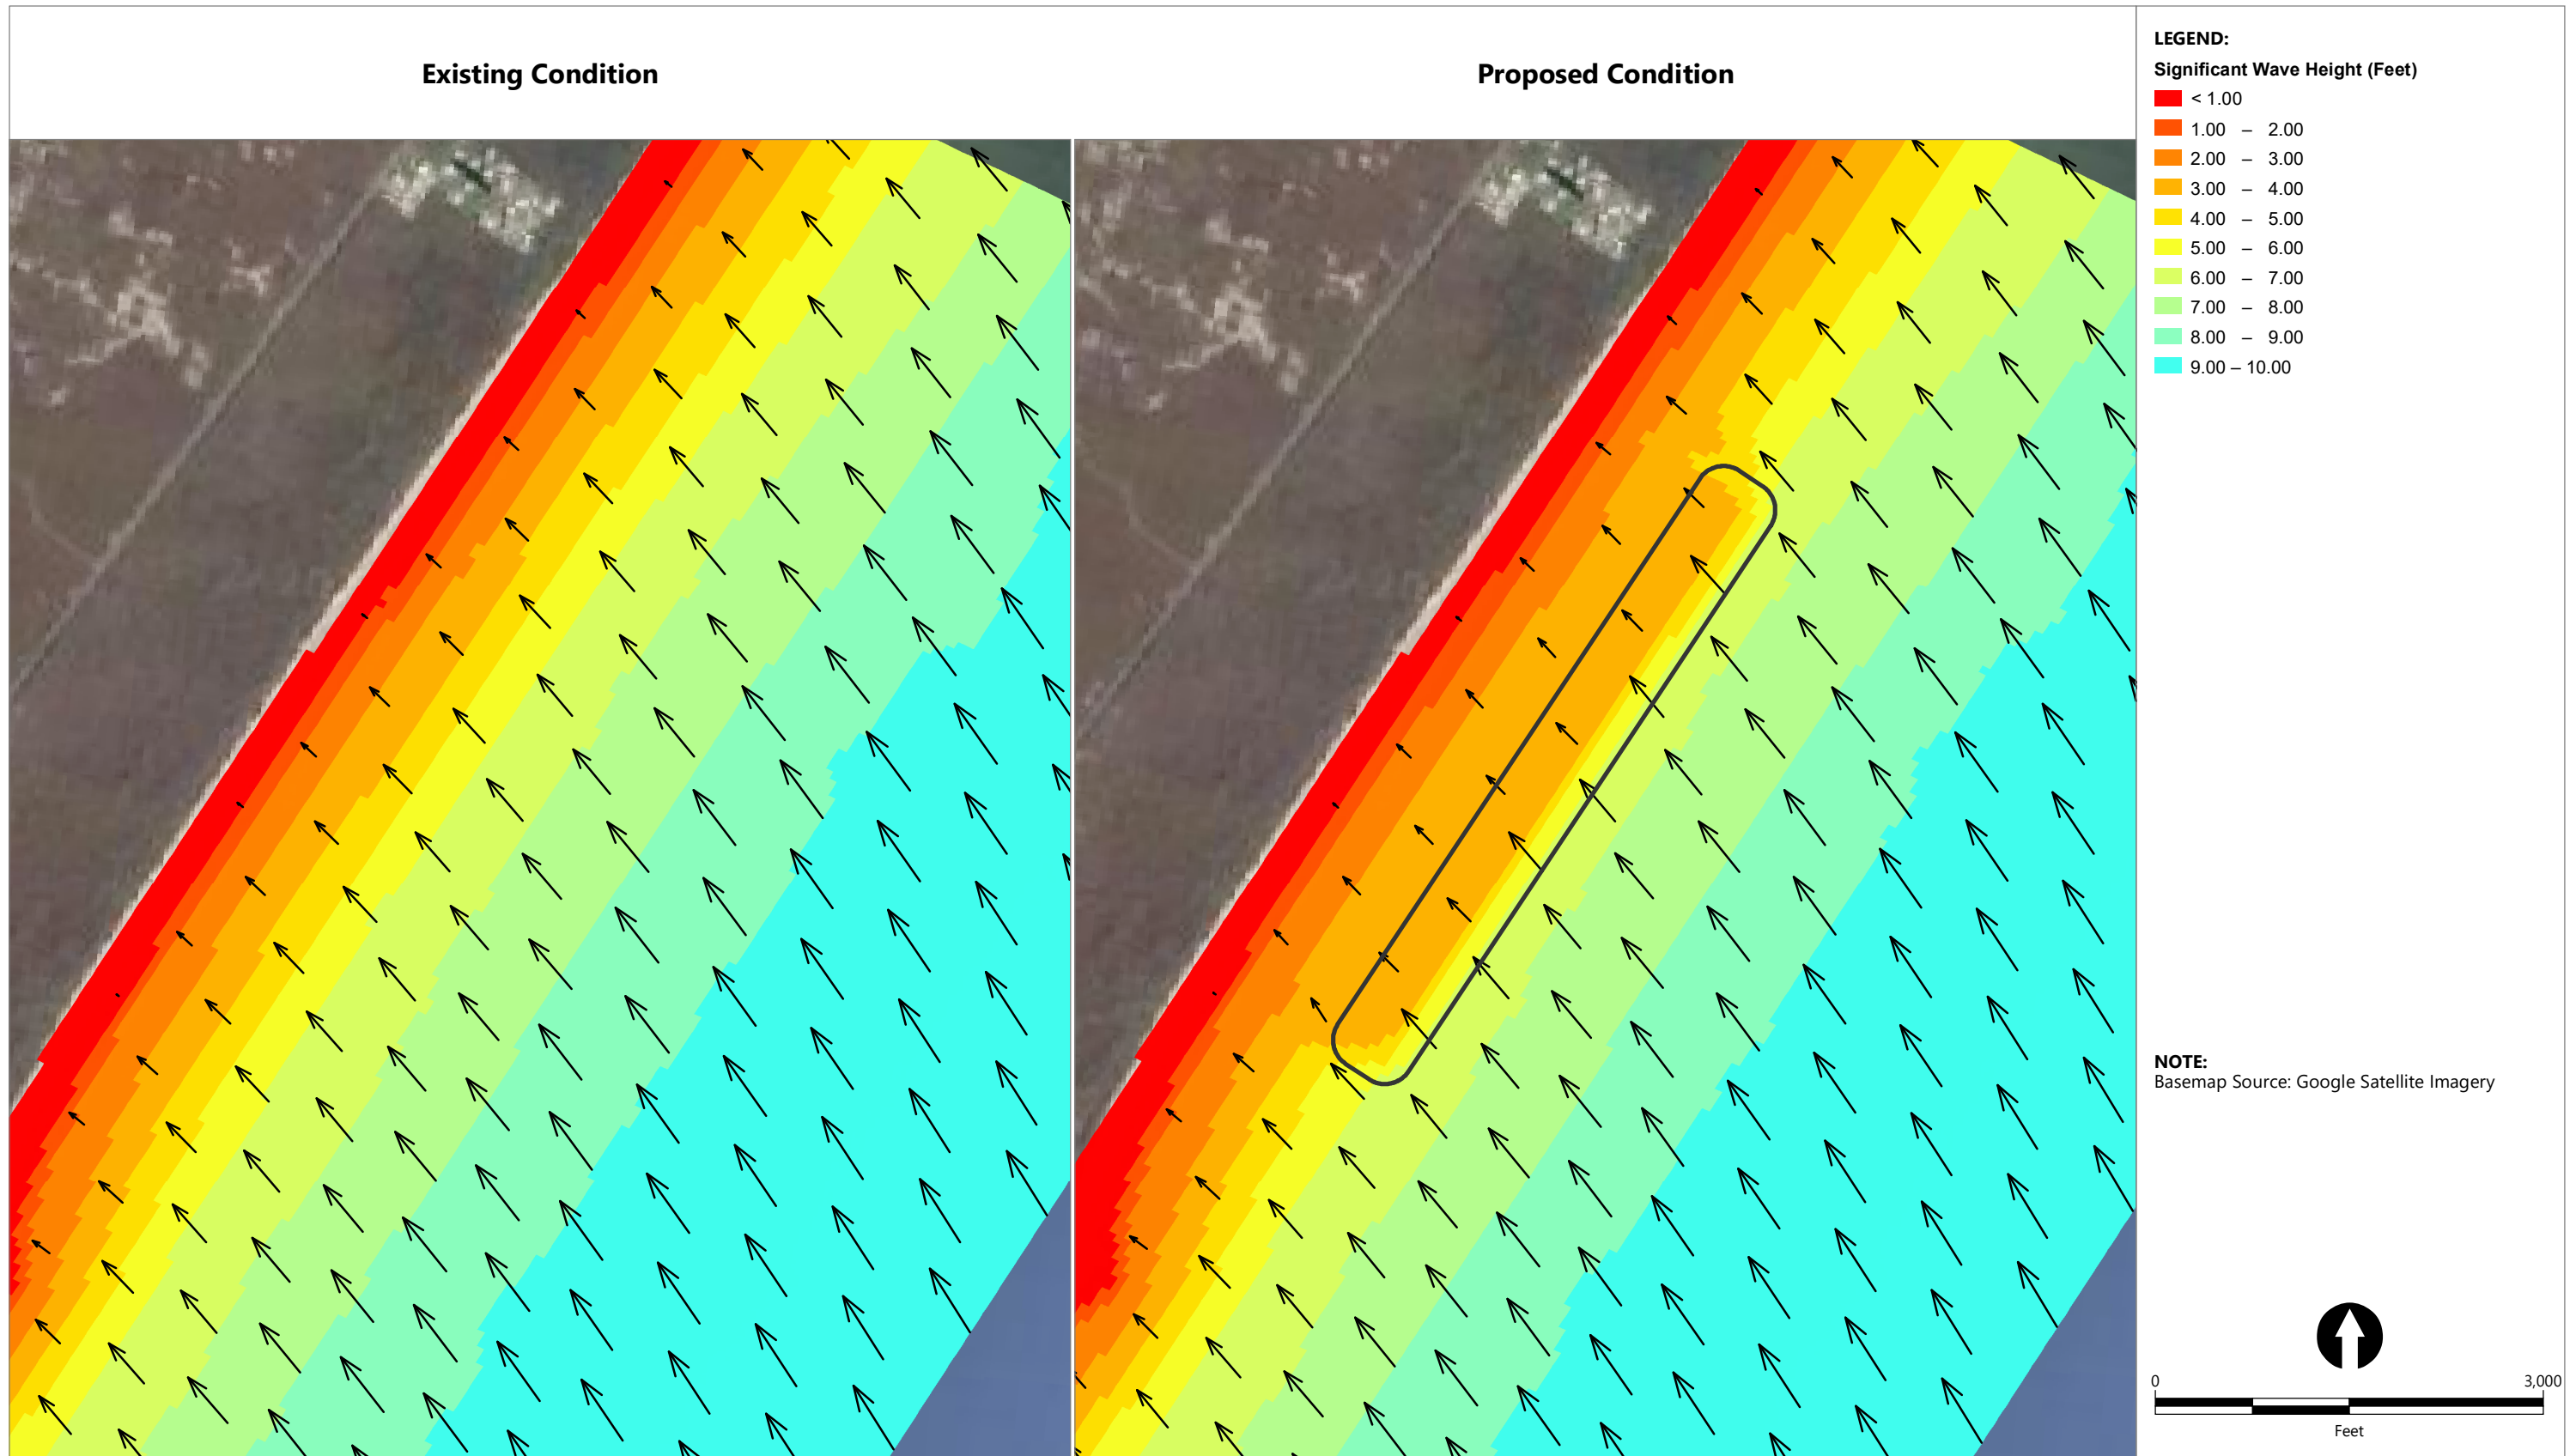 Existing Condition
Proposed Condition
LEGEND:
Significant Wave Height (Feet)
< 1.00
1.00 – 2.00
2.00 – 3.00
3.00 – 4.00
4.00 – 5.00
5.00 – 6.00
6.00 – 7.00
7.00 – 8.00
8.00 – 9.00
9.00 – 10.00
NOTE:
Basemap Source: Google Satellite Imagery
0 3,000
Feet